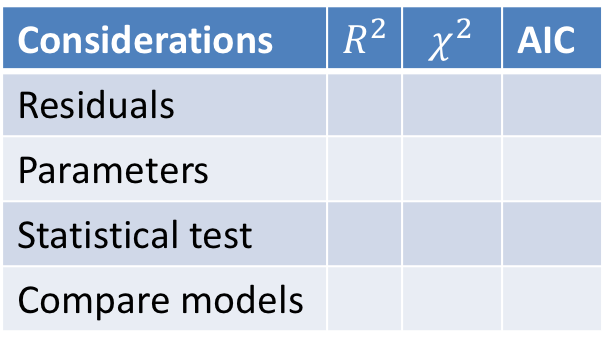 Considerations R² χ² AIC
Residuals
Parameters
Statistical test
Compare models